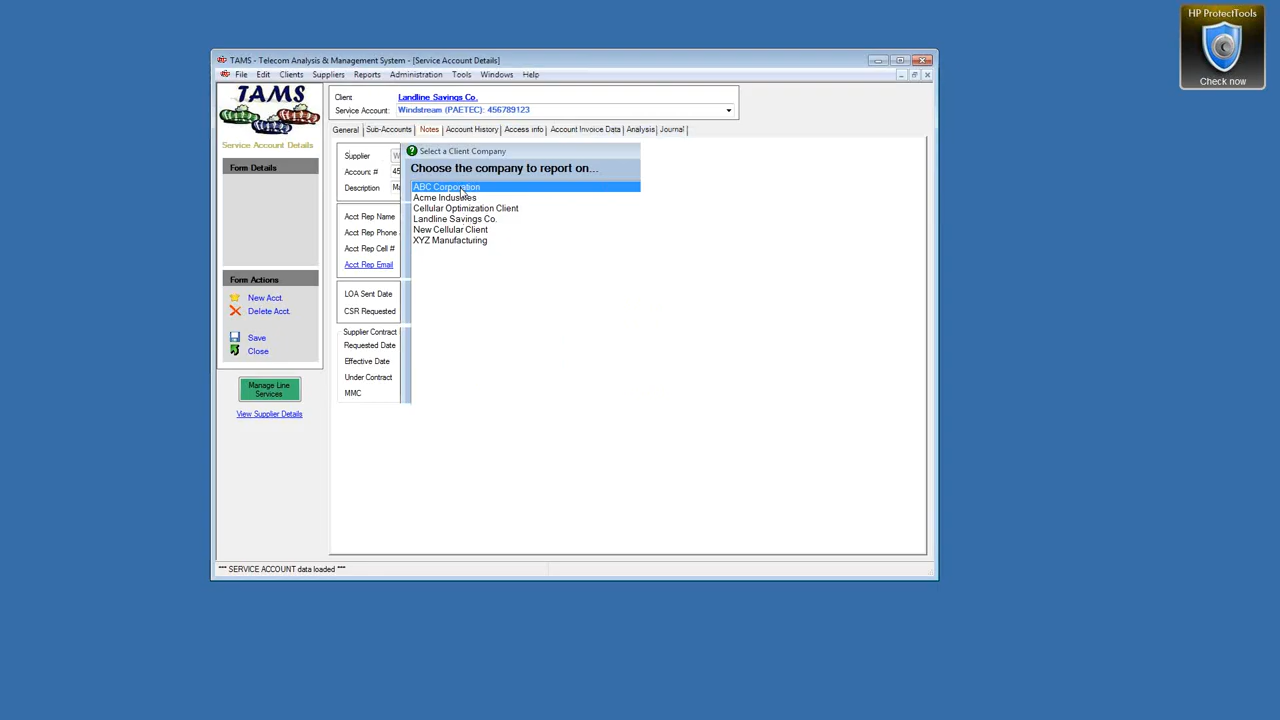 HP ProtectTools
Check now
TAMS - Telecom Analysis & Management System - [Service Account Details]
File Edit Clients Suppliers Reports Administration Tools Windows Help
TAMS
Service Account Details
Form Details
Form Actions
New Acct.
Delete Acct.
Save
Close
Manage Line
Services
View Supplier Details
Client Landline Savings Co.
Service Account: Windstream (PAETEC): 456789123
General Sub-Accounts Notes Account History Access info Account Invoice Data Analysis Journal
Supplier W
Account # 45
Description Ma
Acct Rep Name
Acct Rep Phone
Acct Rep Cell #
Acct Rep Email
LOA Sent Date
CSR Requested
Supplier Contract
Requested Date
Effective Date
Under Contract
MMC
Select a Client Company
Choose the company to report on...
ABC Corporation
Acme Industries
Cellular Optimization Client
Landline Savings Co.
New Cellular Client
XYZ Manufacturing
*** SERVICE ACCOUNT data loaded ***